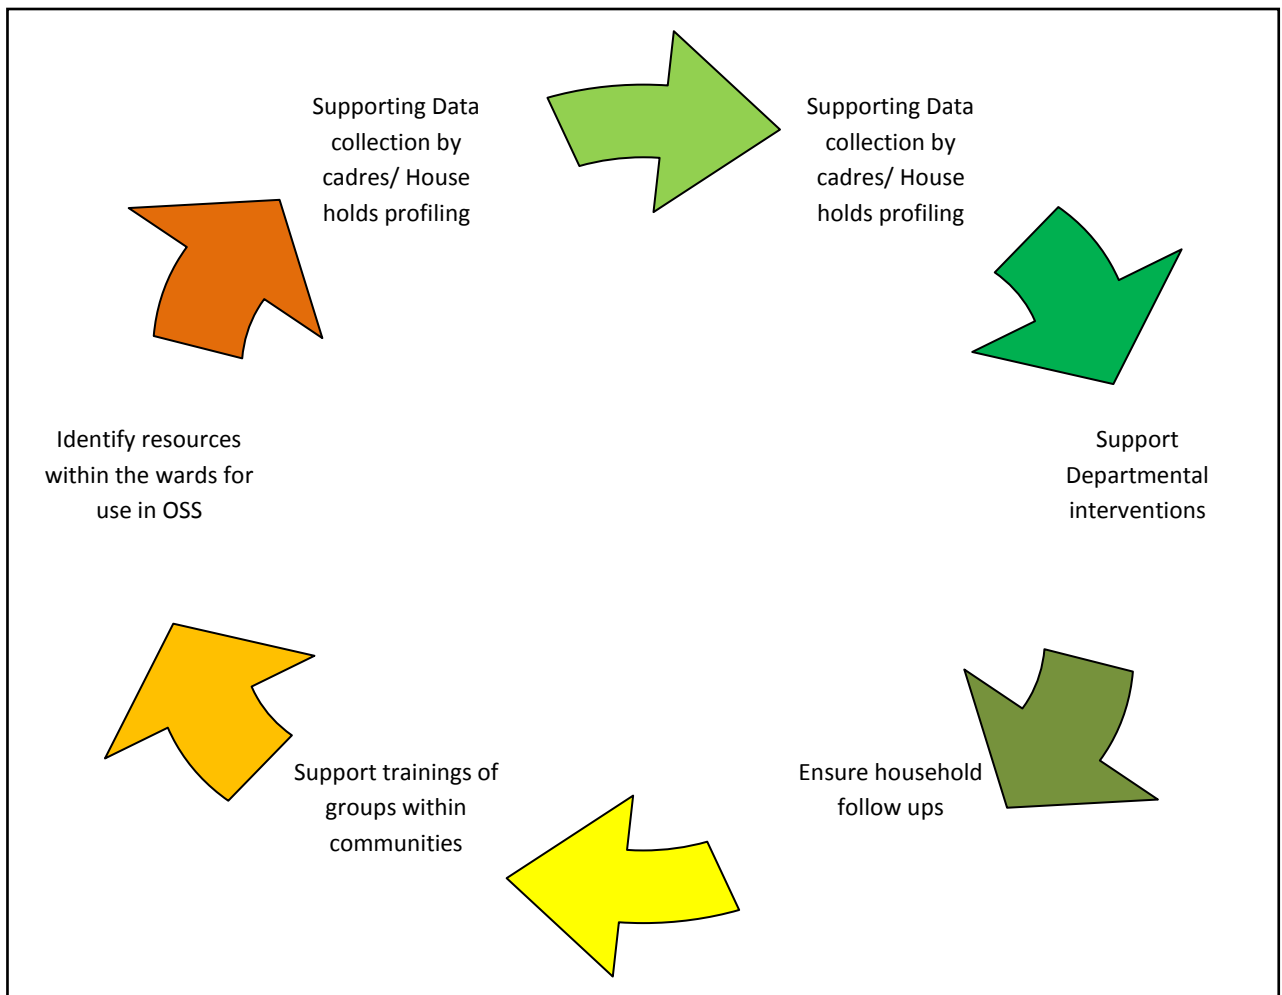 Supporting Data
collection by
cadres/ House
holds profiling
Supporting Data
collection by
cadres/ House
holds profiling
Support
Departmental
interventions
Ensure household
follow ups
Support trainings of
groups within
communities
Identify resources
within the wards for
use in OSS